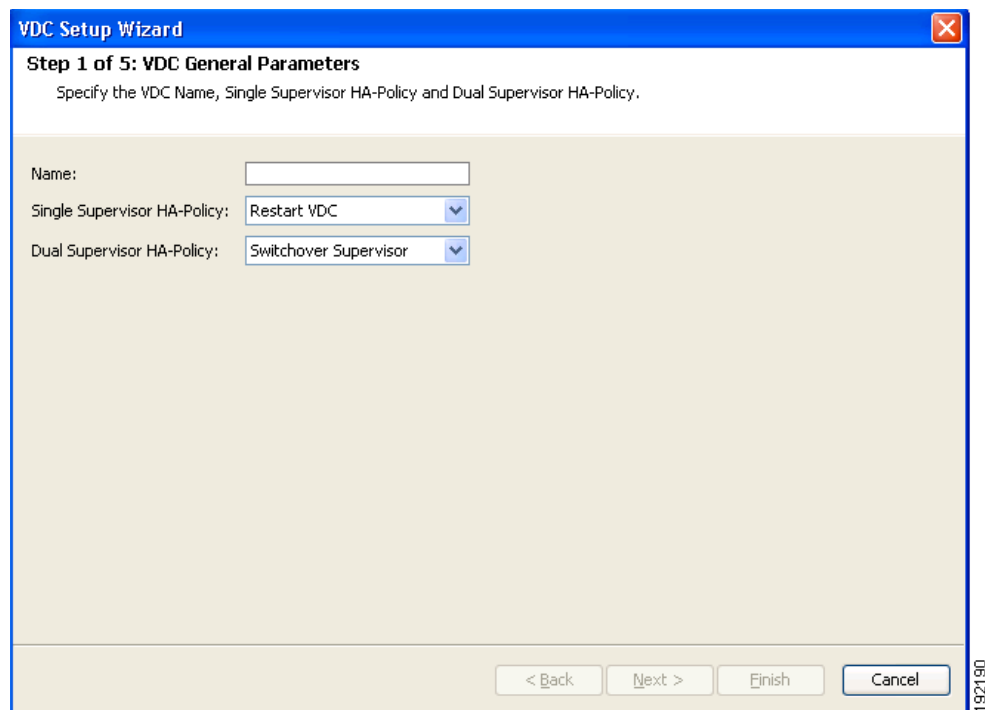 VDC Setup Wizard
Step 1 of 5: VDC General Parameters
Specify the VDC Name, Single Supervisor HA-Policy and Dual Supervisor HA-Policy.
Name:
Single Supervisor HA-Policy: Restart VDC
Dual Supervisor HA-Policy: Switchover Supervisor
< Back Next > Finish Cancel
192190